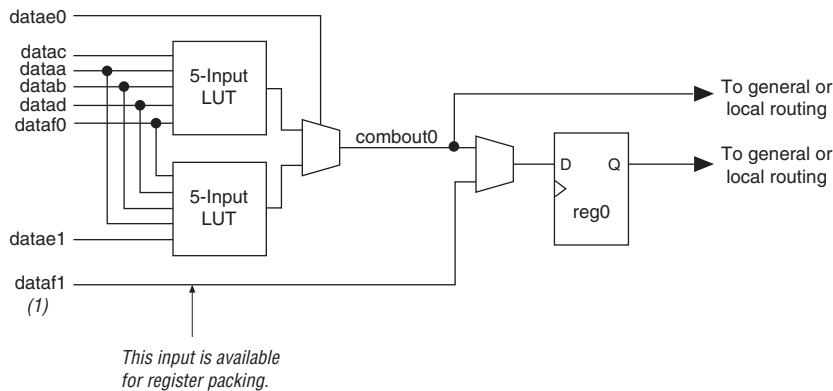 datae0
datac
dataa
datab
datad
dataf0
5-Input
LUT
combout0
To general or
local routing
D Q
reg0
To general or
local routing
5-Input
LUT
datae1
dataf1
(1)
This input is available
for register packing.